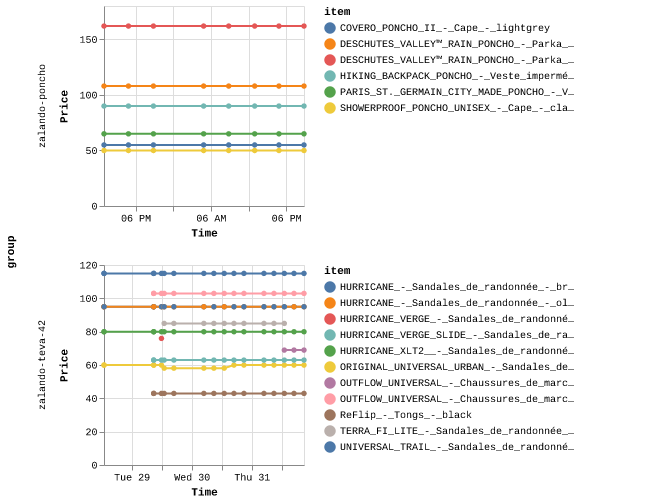 group
zalando-poncho
Price
150
100
50
0
06 PM
06 AM
06 PM
Time
item
COVERO_PONCHO_II_-_Cape_-_lightgrey
DESCHUTES_VALLEY™_RAIN_PONCHO_-_Parka_…
DESCHUTES_VALLEY™_RAIN_PONCHO_-_Parka_…
HIKING_BACKPACK_PONCHO_-_Veste_impermé…
PARIS_ST._GERMAIN_CITY_MADE_PONCHO_-_V…
SHOWERPROOF_PONCHO_UNISEX_-_Cape_-_cla…
zalando-teva-42
Price
120
100
80
60
40
20
0
Tue 29
Wed 30
Thu 31
Time
item
HURRICANE_-_Sandales_de_randonnée_-_br…
HURRICANE_-_Sandales_de_randonnée_-_ol…
HURRICANE_VERGE_-_Sandales_de_randonné…
HURRICANE_VERGE_SLIDE_-_Sandales_de_ra…
HURRICANE_XLT2__-_Sandales_de_randonné…
ORIGINAL_UNIVERSAL_URBAN_-_Sandales_de…
OUTFLOW_UNIVERSAL_-_Chaussures_de_marc…
OUTFLOW_UNIVERSAL_-_Chaussures_de_marc…
ReFlip_-_Tongs_-_black
TERRA_FI_LITE_-_Sandales_de_randonnée_…
UNIVERSAL_TRAIL_-_Sandales_de_randonné…